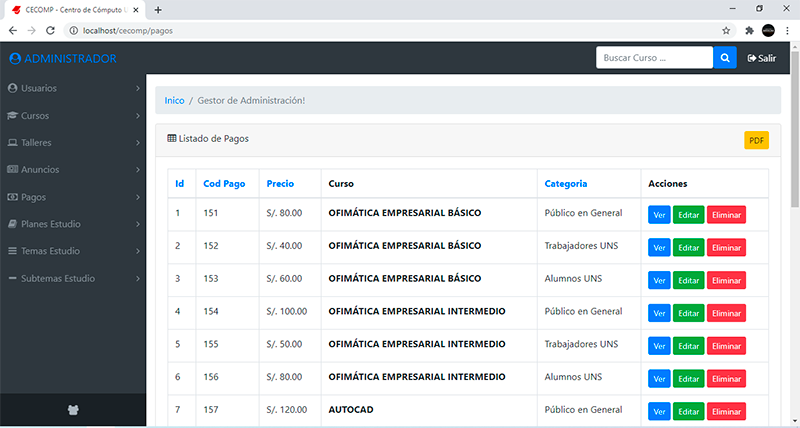 CECOMP - Centro de Cómputo
localhost/cecomp/pagos
ADMINISTRADOR
Buscar Curso ...
Salir
Usuarios
Cursos
Talleres
Anuncios
Pagos
Planes Estudio
Temas Estudio
Subtemas Estudio
Inico / Gestor de Administración!
Listado de Pagos
PDF
Id Cod Pago Precio Curso Categoria Acciones
1 151 S/. 80.00 OFIMÁTICA EMPRESARIAL BÁSICO Público en General Ver Editar Eliminar
2 152 S/. 40.00 OFIMÁTICA EMPRESARIAL BÁSICO Trabajadores UNS Ver Editar Eliminar
3 153 S/. 60.00 OFIMÁTICA EMPRESARIAL BÁSICO Alumnos UNS Ver Editar Eliminar
4 154 S/. 100.00 OFIMÁTICA EMPRESARIAL INTERMEDIO Público en General Ver Editar Eliminar
5 155 S/. 50.00 OFIMÁTICA EMPRESARIAL INTERMEDIO Trabajadores UNS Ver Editar Eliminar
6 156 S/. 80.00 OFIMÁTICA EMPRESARIAL INTERMEDIO Alumnos UNS Ver Editar Eliminar
7 157 S/. 120.00 AUTOCAD Público en General Ver Editar Eliminar